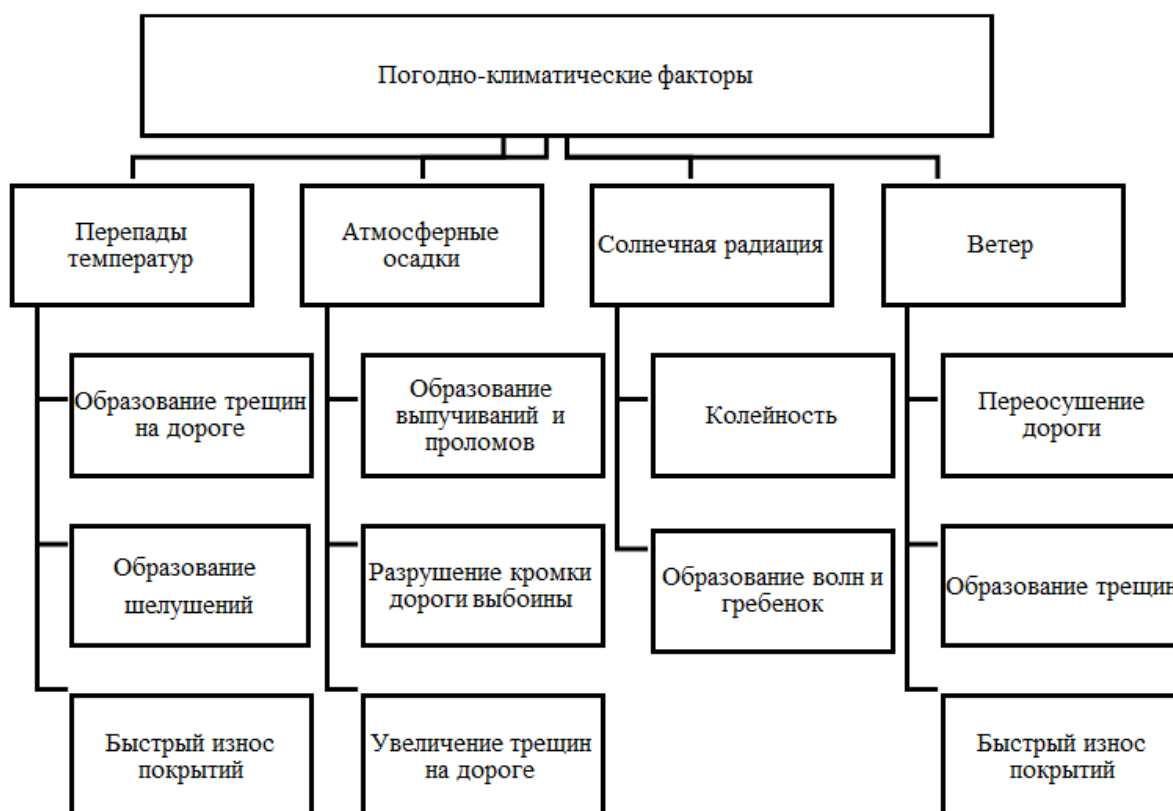 Погодно-климатические факторы
Перепады
температур
Атмосферные
осадки
Солнечная радиация
Ветер
Образование трещин
на дороге
Образование
выпучиваний и
проломов
Колейность
Переосушение
дороги
Образование
шелушений
Разрушение кромки
дороги выбоины
Образование волн и
гребенок
Образование трещин
Быстрый износ
покрытий
Увеличение трещин
на дороге
Быстрый износ
покрытий